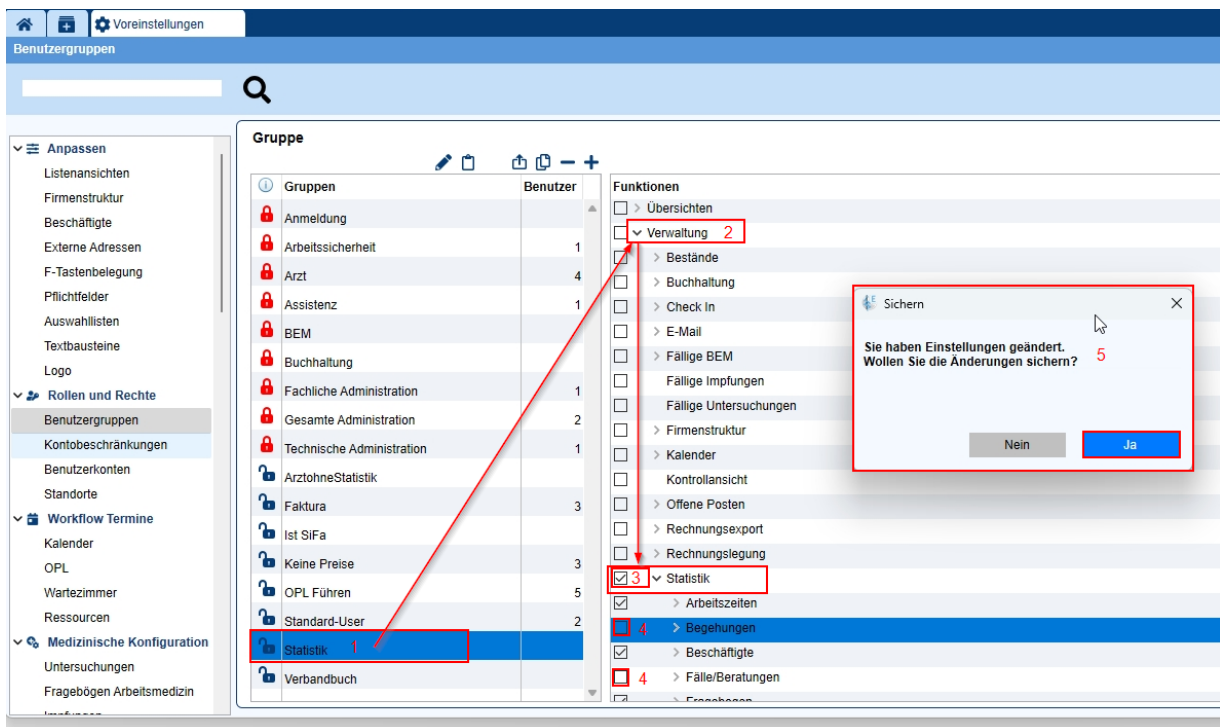 Voreinstellungen
Benutzergruppen
Anpassen
Listenansichten
Firmenstruktur
Beschäftigte
Externe Adressen
F-Tastenbelegung
Pflichtfelder
Auswahllisten
Textbausteine
Logo
Rollen und Rechte
Benutzergruppen
Kontobeschränkungen
Benutzerkonten
Standorte
Workflow Termine
Kalender
OPL
Wartezimmer
Ressourcen
Medizinische Konfiguration
Untersuchungen
Fragebögen Arbeitsmedizin
Impfungen
Gruppe
Gruppen Benutzer
Anmeldung
Arbeitssicherheit 1
Arzt 4
Assistenz 1
BEM
Buchhaltung
Fachliche Administration 1
Gesamte Administration 2
Technische Administration 1
ArztohneStatistik
Faktura 3
Ist SiFa
Keine Preise 3
OPL Führen 5
Standard-User 2
Statistik 1
Verbandbuch
Funktionen
Übersichten
Verwaltung 2
Bestände
Buchhaltung
Check In
E-Mail
Fällige BEM
Fällige Impfungen
Fällige Untersuchungen
Firmenstruktur
Kalender
Kontrollansicht
Offene Posten
Rechnungsexport
Rechnungslegung
3 Statistik
Arbeitszeiten
4 Begehungen
Beschäftigte
4 Fälle/Beratungen
Fragebogen
Sichern
Sie haben Einstellungen geändert.
Wollen Sie die Änderungen sichern? 5
Nein Ja